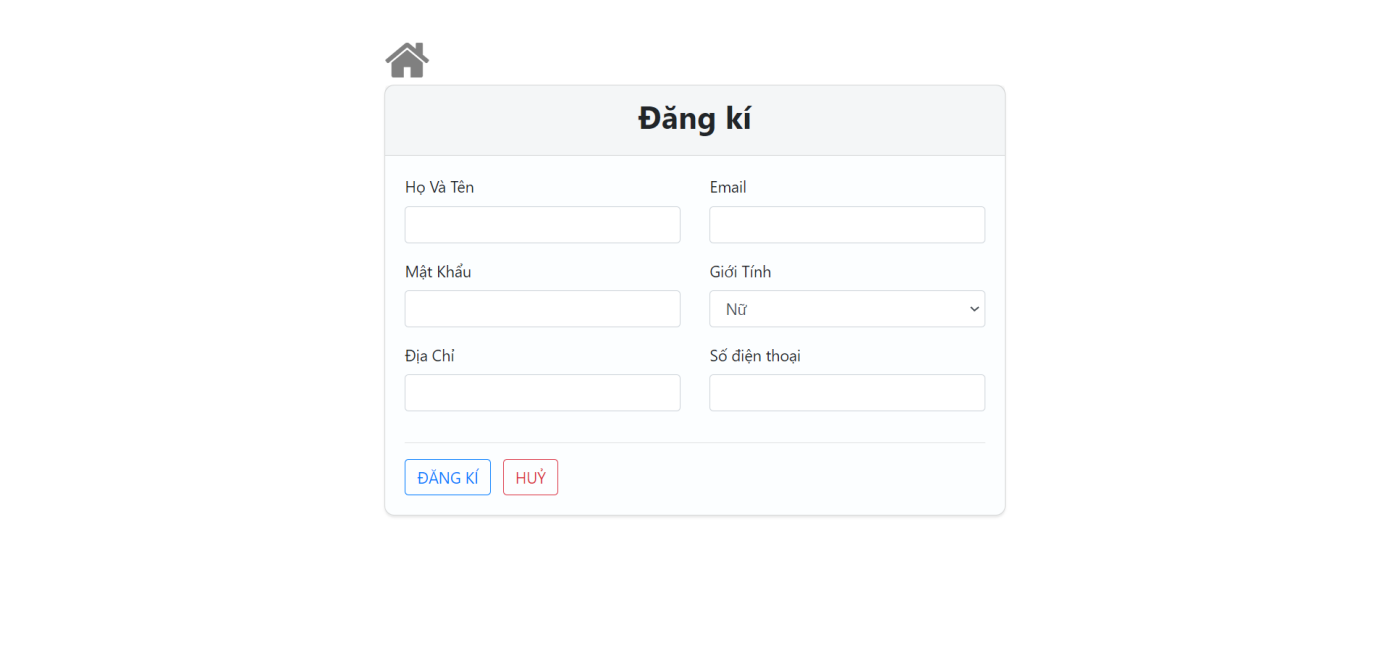 Đăng kí
Họ Và Tên
Email
Mật Khẩu
Giới Tính
Nữ
Địa Chỉ
Số điện thoại
ĐĂNG KÍ
HUỶ